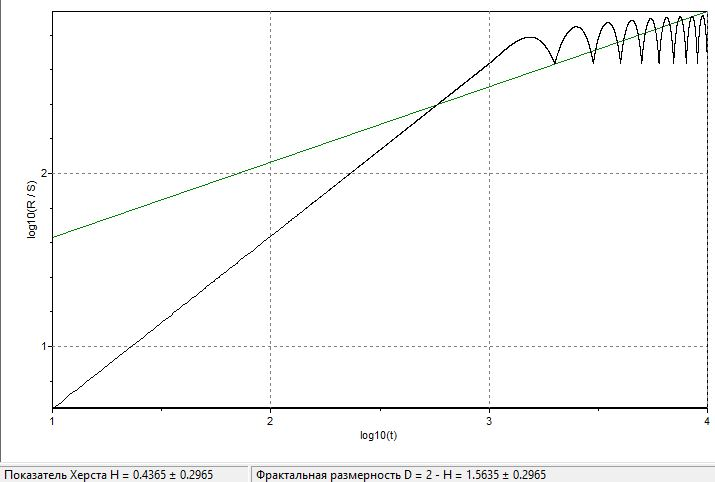 log10(R / S)
2
1
1
2
3
4
log10(t)
Показатель Херста H = 0.4365 ± 0.2965
Фрактальная размерность D = 2 - H = 1.5635 ± 0.2965